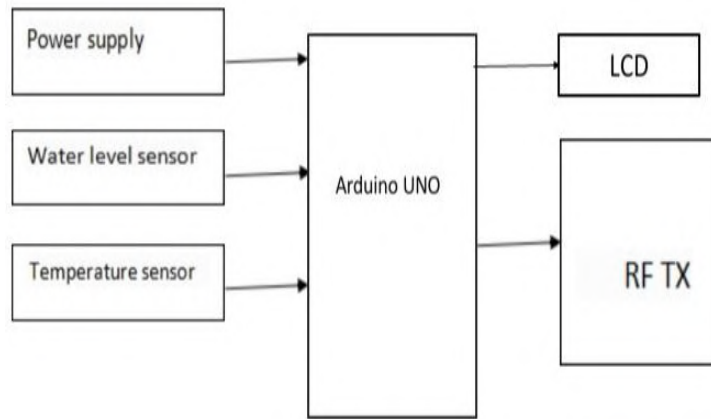 Power supply
Water level sensor
Temperature sensor
Arduino UNO
LCD
RF TX